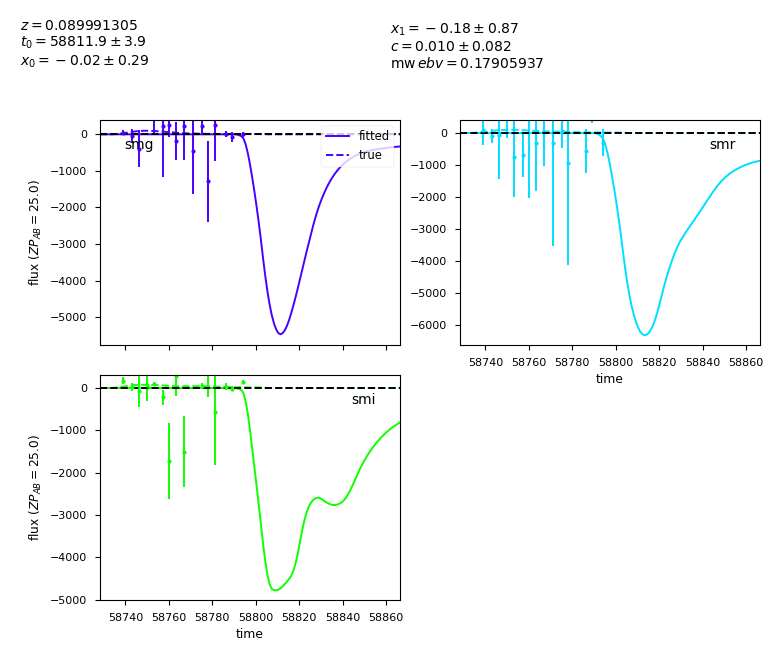 z = 0.089991305
t₀ = 58811.9 ± 3.9
x₀ = −0.02 ± 0.29
x₁ = −0.18 ± 0.87
c = 0.010 ± 0.082
mw ebv = 0.17905937
flux (ZP_AB = 25.0)
0
−1000
−2000
−3000
−4000
−5000
smg
fitted
true
0
−1000
−2000
−3000
−4000
−5000
−6000
smr
58740 58760 58780 58800 58820 58840 58860
time
flux (ZP_AB = 25.0)
0
−1000
−2000
−3000
−4000
−5000
smi
58740 58760 58780 58800 58820 58840 58860
time